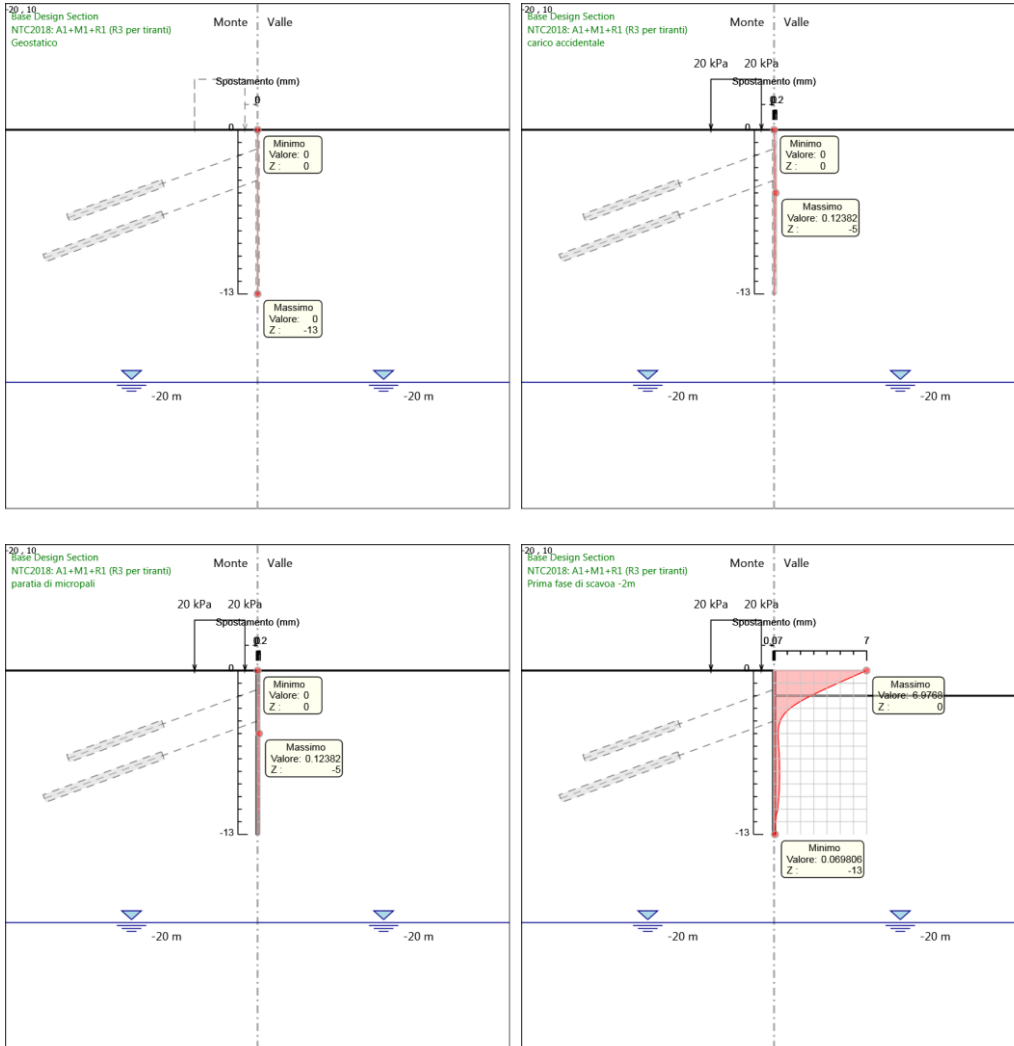 -20 , 10
Base Design Section
NTC2018: A1+M1+R1 (R3 per tiranti)
Geostatico
Monte
Valle
Spostamento (mm)
0
0
Minimo
Valore: 0
Z : 0
-13
Massimo
Valore: 0
Z : -13
-20 m
-20 m
-20 , 10
Base Design Section
NTC2018: A1+M1+R1 (R3 per tiranti)
carico accidentale
Monte
Valle
20 kPa
20 kPa
Spostamento (mm)
0.2
0
Minimo
Valore: 0
Z : 0
Massimo
Valore: 0.12382
Z : -5
-13
-20 m
-20 m
-20 , 10
Base Design Section
NTC2018: A1+M1+R1 (R3 per tiranti)
paratia di micropali
Monte
Valle
20 kPa
20 kPa
Spostamento (mm)
0.2
0
Minimo
Valore: 0
Z : 0
Massimo
Valore: 0.12382
Z : -5
-13
-20 m
-20 m
-20 , 10
Base Design Section
NTC2018: A1+M1+R1 (R3 per tiranti)
Prima fase di scavoa -2m
Monte
Valle
20 kPa
20 kPa
Spostamento (mm)
0.07
7
0
Massimo
Valore: 6.9768
Z : 0
-13
Minimo
Valore: 0.069806
Z : -13
-20 m
-20 m